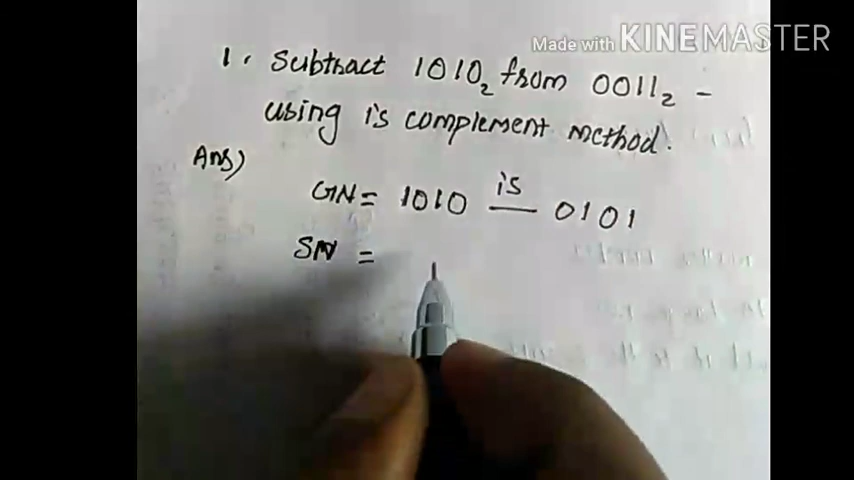 Made with KINEMASTER
1. Subtract 1010₂ from 0011₂ -
using 1's complement method.
Ans)
GN = 1010 1's 0101
SN =